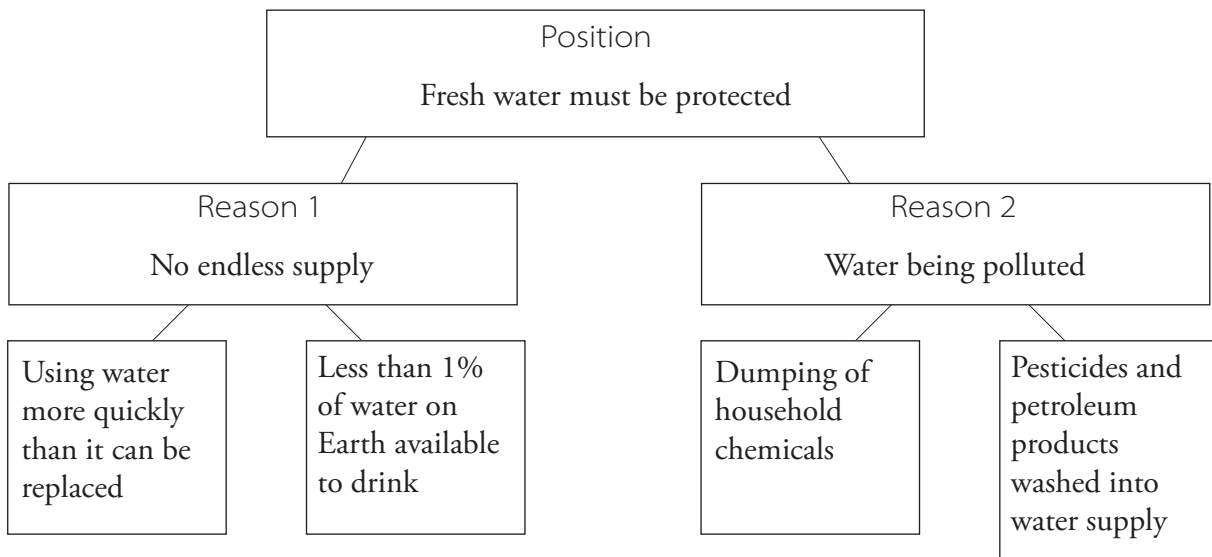 Position
Fresh water must be protected
Reason 1
No endless supply
Reason 2
Water being polluted
Using water
more quickly
than it can be
replaced
Less than 1%
of water on
Earth available
to drink
Dumping of
household
chemicals
Pesticides and
petroleum
products
washed into
water supply